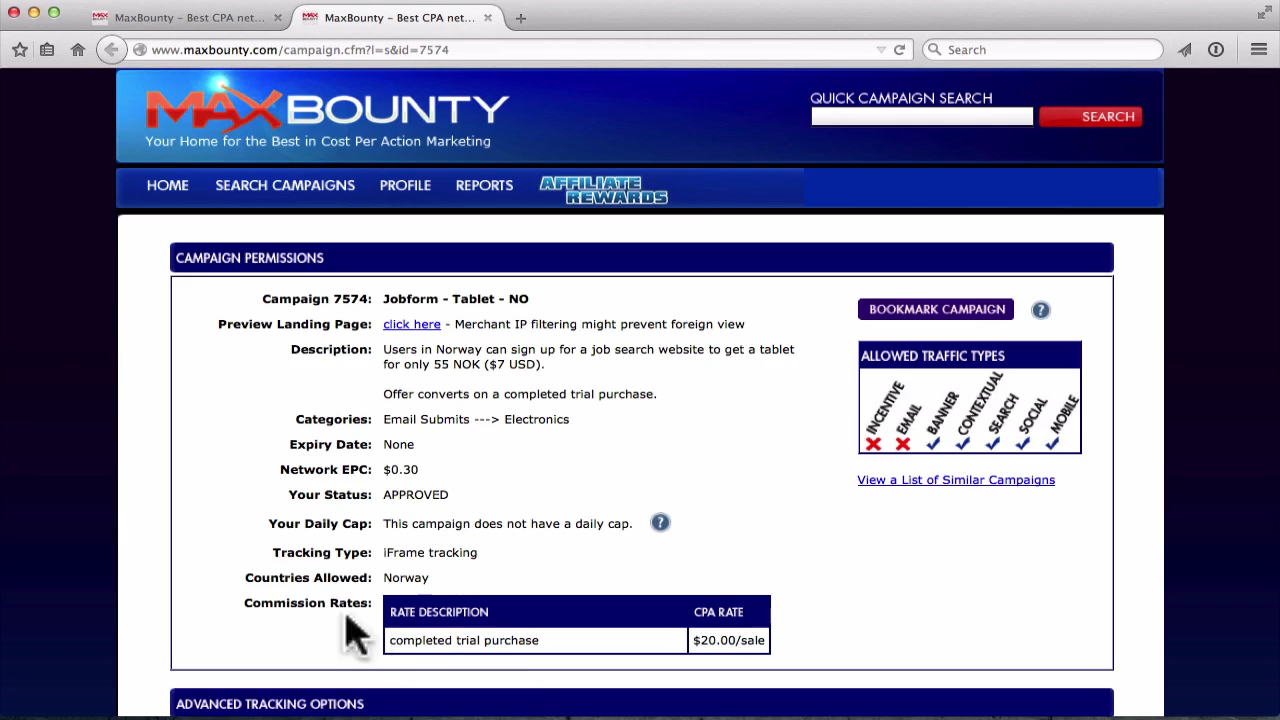 MaxBounty – Best CPA net...
MaxBounty – Best CPA net...
www.maxbounty.com/campaign.cfm?l=s&id=7574
Search
MAXBOUNTY
Your Home for the Best in Cost Per Action Marketing
QUICK CAMPAIGN SEARCH
SEARCH
HOME SEARCH CAMPAIGNS PROFILE REPORTS AFFILIATE REWARDS
CAMPAIGN PERMISSIONS
Campaign 7574: Jobform - Tablet - NO
Preview Landing Page: click here - Merchant IP filtering might prevent foreign view
Description: Users in Norway can sign up for a job search website to get a tablet
for only 55 NOK ($7 USD).
Offer converts on a completed trial purchase.
Categories: Email Submits ---> Electronics
Expiry Date: None
Network EPC: $0.30
Your Status: APPROVED
Your Daily Cap: This campaign does not have a daily cap. ?
Tracking Type: iFrame tracking
Countries Allowed: Norway
Commission Rates:
RATE DESCRIPTION CPA RATE
completed trial purchase $20.00/sale
BOOKMARK CAMPAIGN ?
ALLOWED TRAFFIC TYPES
INCENTIVE EMAIL BANNER CONTEXTUAL SEARCH SOCIAL MOBILE
View a List of Similar Campaigns
ADVANCED TRACKING OPTIONS